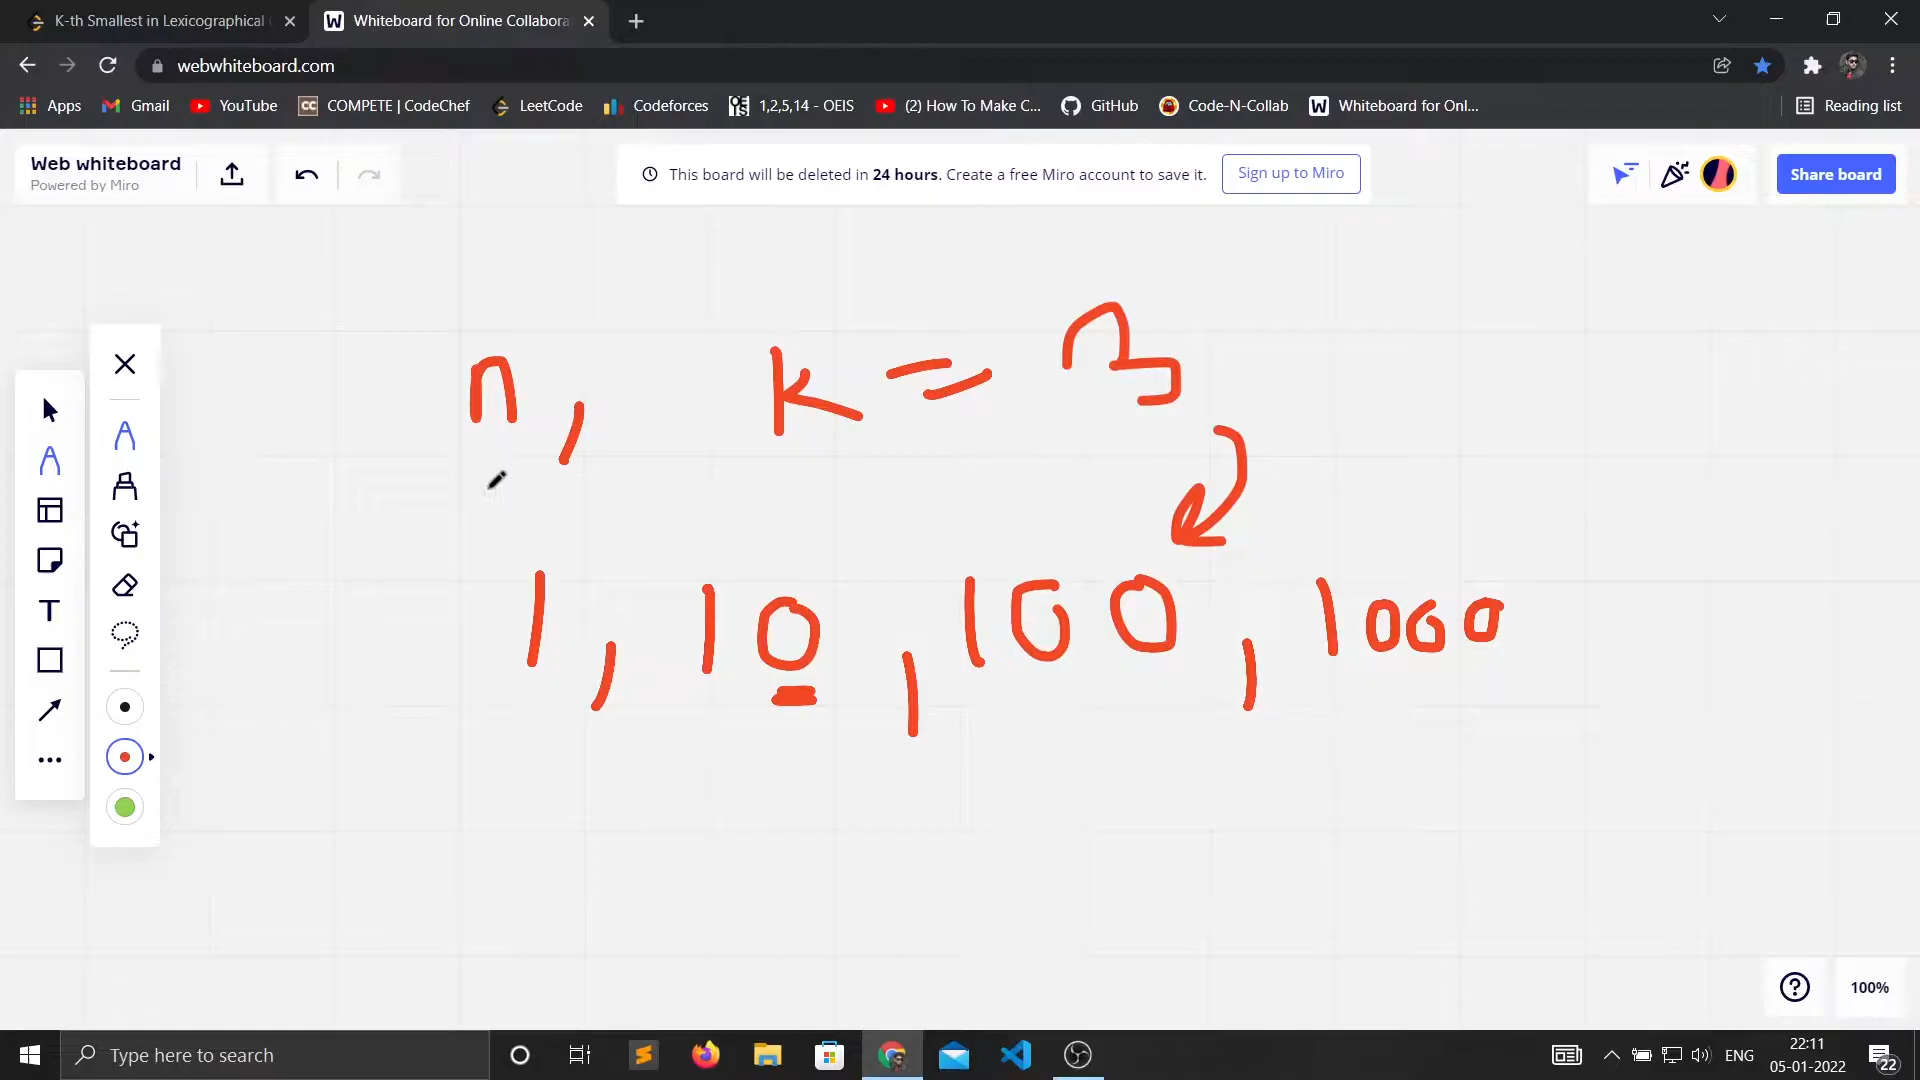 K-th Smallest in Lexicographical
Whiteboard for Online Collabora
webwhiteboard.com
Apps Gmail YouTube CC COMPETE | CodeChef LeetCode Codeforces 1,2,5,14 - OEIS (2) How To Make C... GitHub Code-N-Collab W Whiteboard for Onl... Reading list
Web whiteboard
Powered by Miro
This board will be deleted in 24 hours. Create a free Miro account to save it. Sign up to Miro
Share board
n, k = 3
1, 10, 100, 1000
T
100%
Type here to search
ENG
22:11
05-01-2022
22